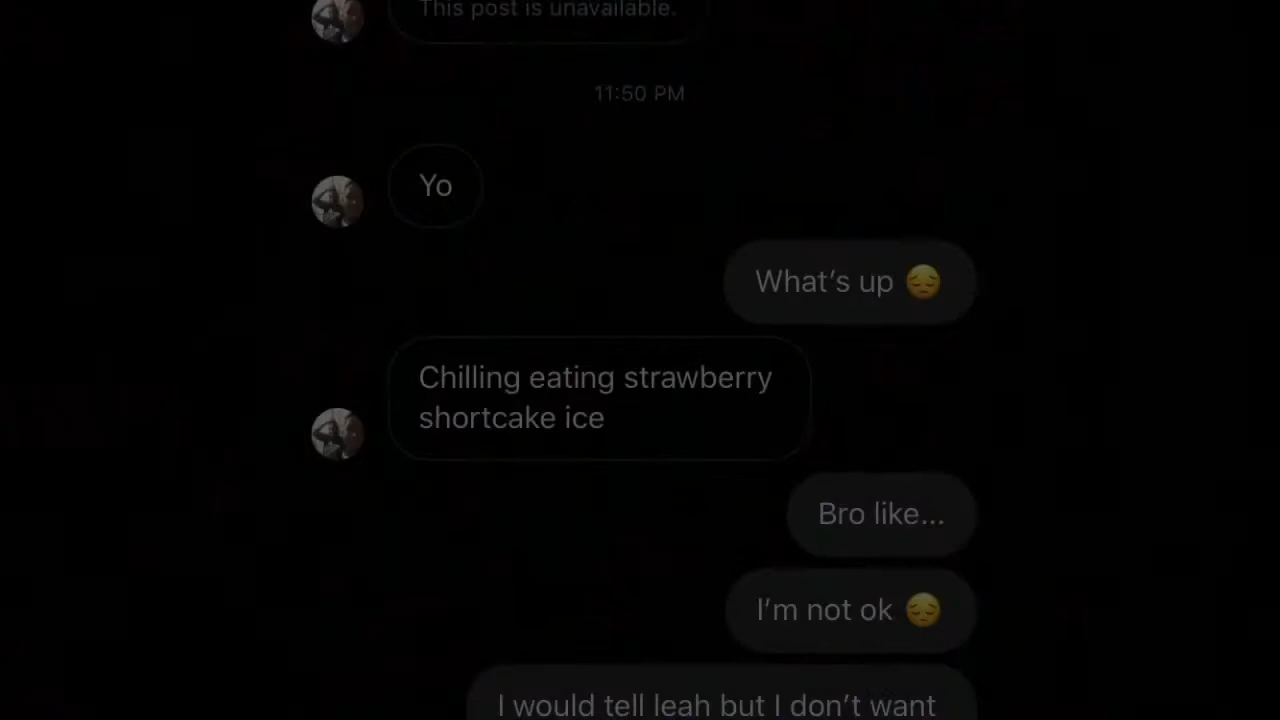 This post is unavailable.
11:50 PM
Yo
What’s up 😔
Chilling eating strawberry
shortcake ice
Bro like...
I’m not ok 😔
I would tell leah but I don’t want